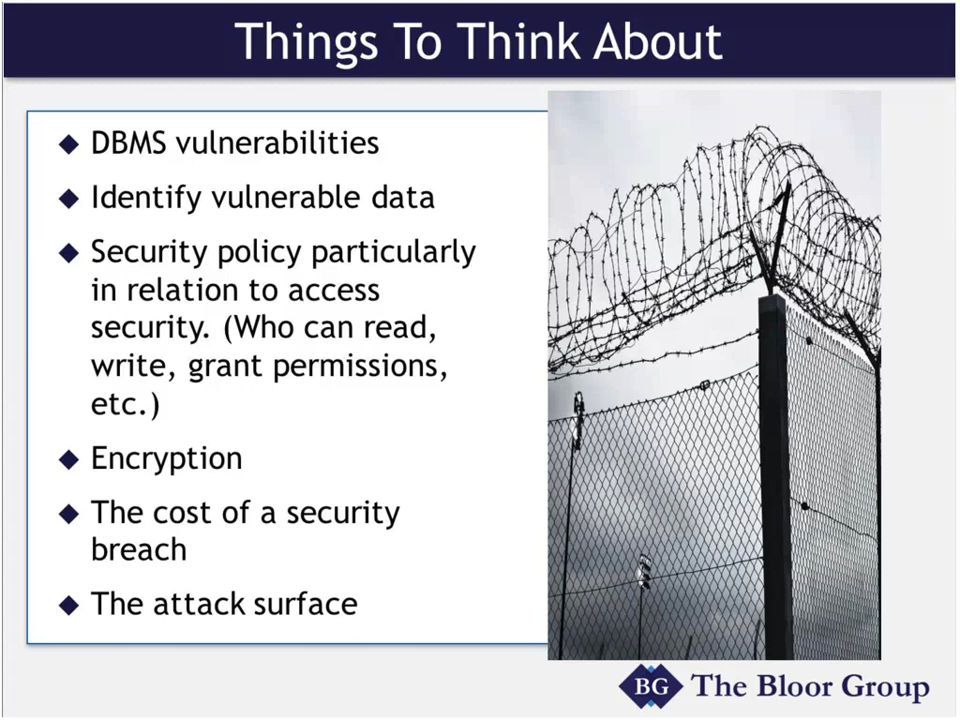 Things To Think About
DBMS vulnerabilities
Identify vulnerable data
Security policy particularly
in relation to access
security. (Who can read,
write, grant permissions,
etc.)
Encryption
The cost of a security
breach
The attack surface
BG The Bloor Group